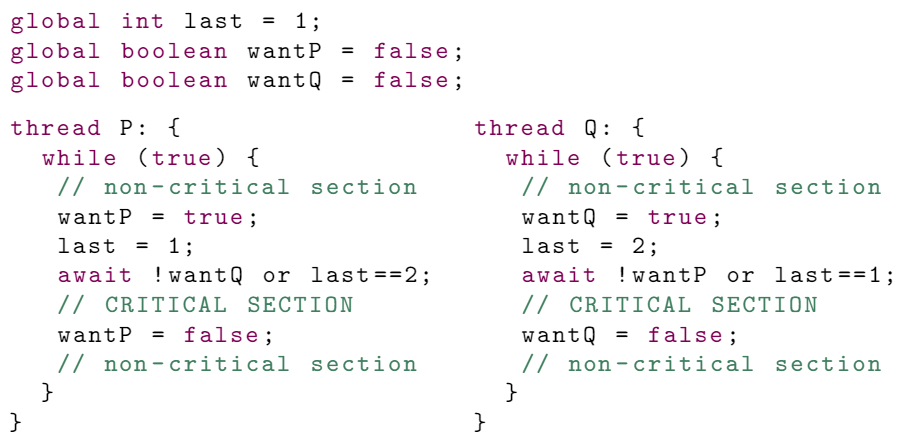 global int last = 1;
global boolean wantP = false;
global boolean wantQ = false;
thread P: {
while (true) {
// non-critical section
wantP = true;
last = 1;
await !wantQ or last==2;
// CRITICAL SECTION
wantP = false;
// non-critical section
}
}
thread Q: {
while (true) {
// non-critical section
wantQ = true;
last = 2;
await !wantP or last==1;
// CRITICAL SECTION
wantQ = false;
// non-critical section
}
}